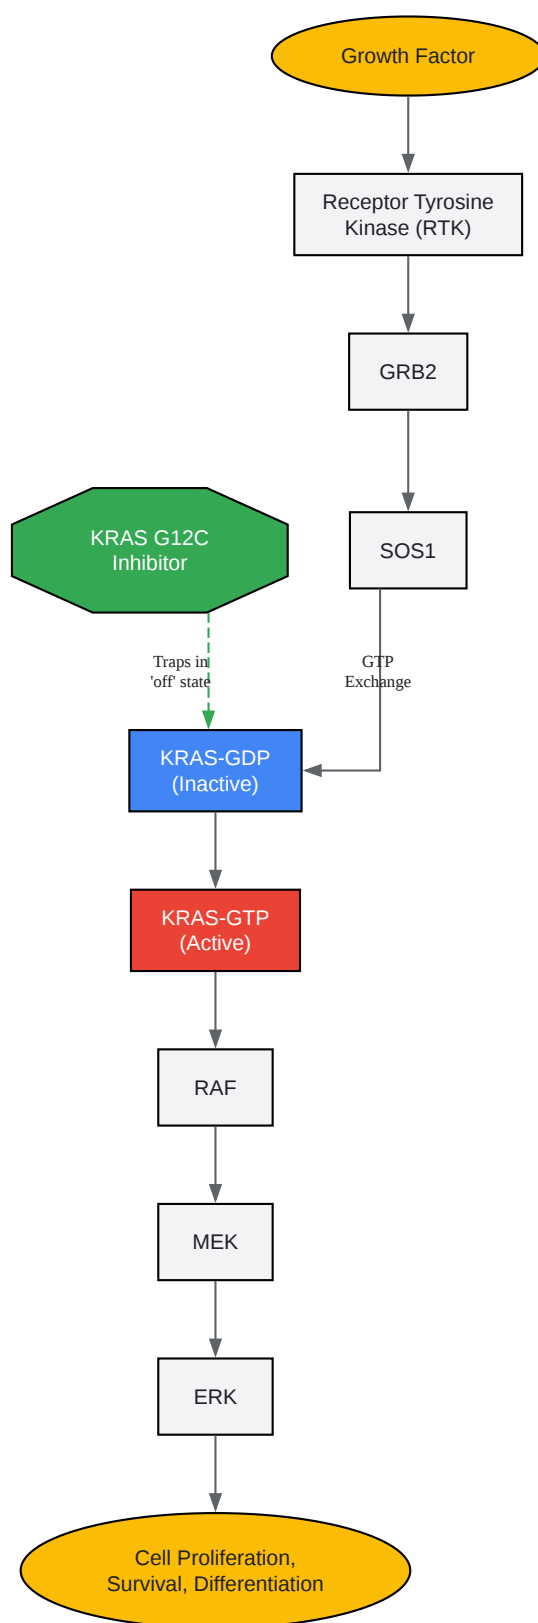 Growth Factor
Receptor Tyrosine
Kinase (RTK)
GRB2
SOS1
KRAS G12C
Inhibitor
Traps in
'off' state
GTP
Exchange
KRAS-GDP
(Inactive)
KRAS-GTP
(Active)
RAF
MEK
ERK
Cell Proliferation,
Survival, Differentiation